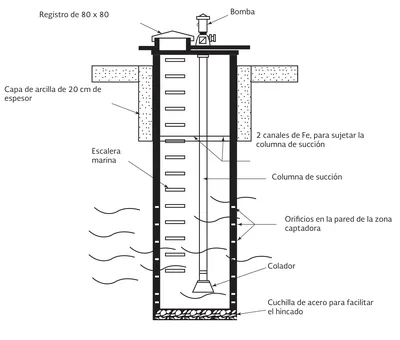 Registro de 80 x 80
Bomba
Capa de arcilla de 20 cm de
espesor
2 canales de Fe, para sujetar la
columna de succión
Escalera
marina
Columna de succión
Orificios en la pared de la zona
captadora
Colador
Cuchilla de acero para facilitar
el hincado